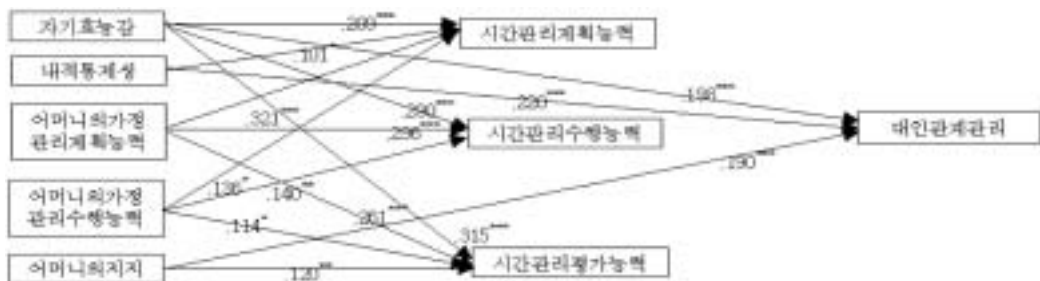 자기효능감
.289***
시간관리계획능력
.101
내적통제성
.198***
.220***
.321***
.290***
.296***
어머니의가정
관리계획능력
시간관리수행능력
대인관계관리
.190***
.136*
.140**
어머니의가정
관리수행능력
.114*
.361***
.315***
시간관리평가능력
어머니의지지
.120**